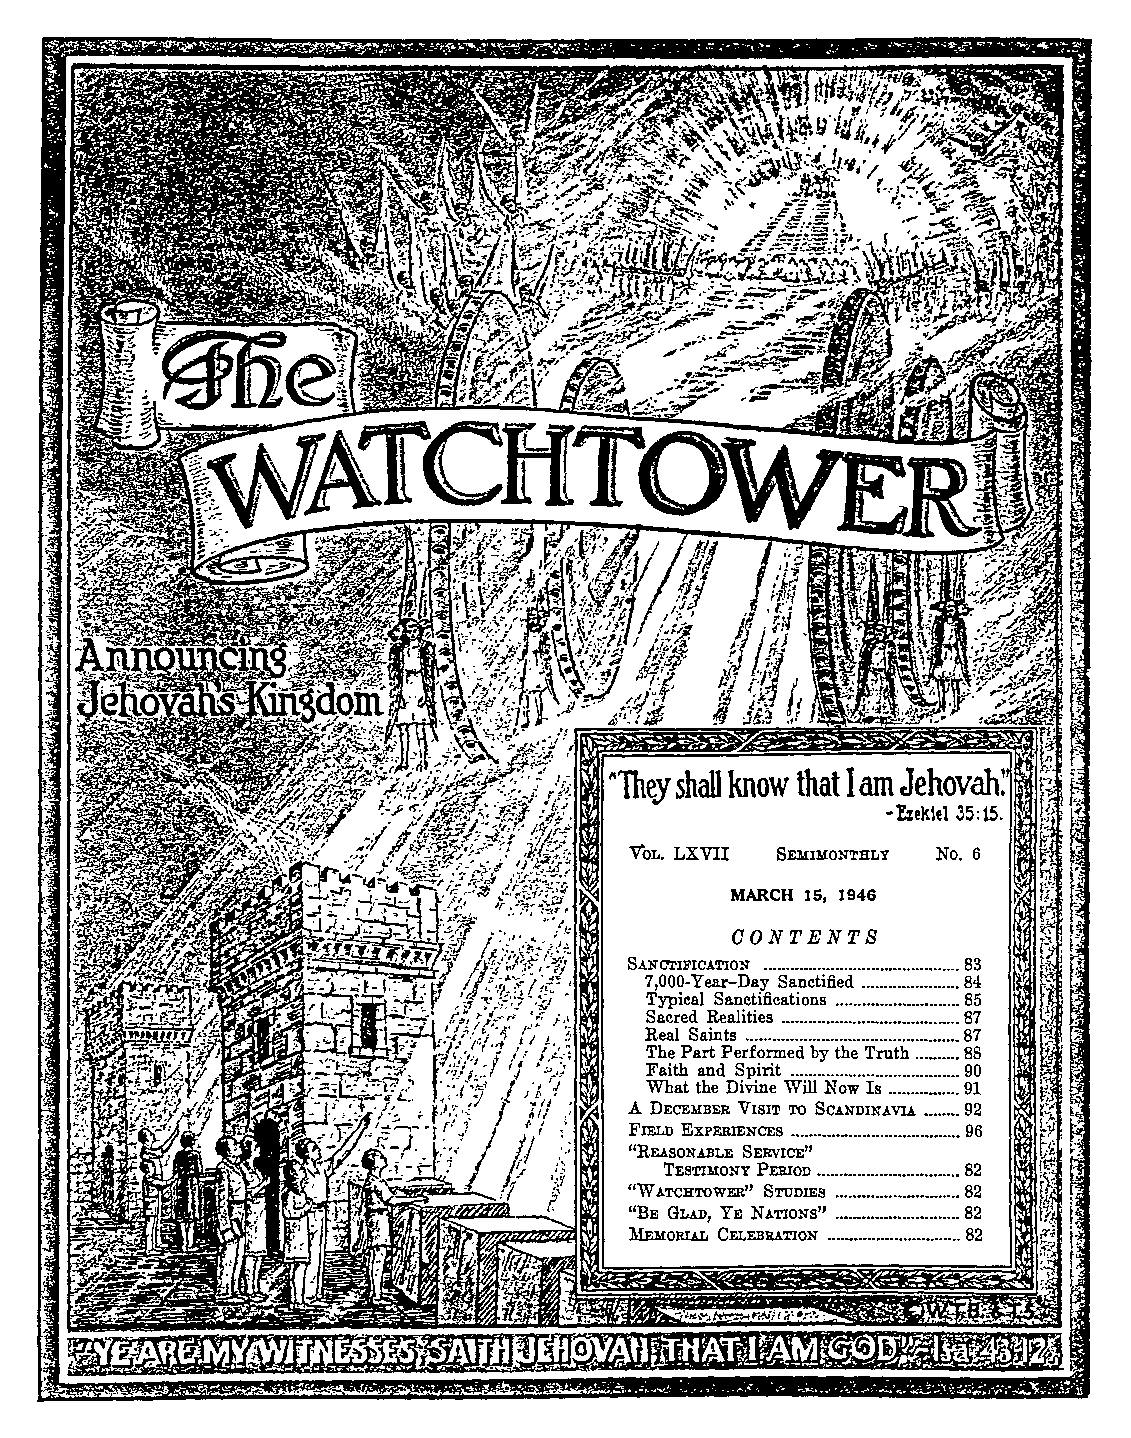 The
WATCHTOWER
Announcing
Jehovah's Kingdom
"They shall know that I am Jehovah."
-Ezekiel 35:15.
VOL. LXVII SEMIMONTHLY No. 6
MARCH 15, 1946
CONTENTS
SANCTIFICATION ........ 83
7,000-Year-Day Sanctified ........ 84
Typical Sanctifications ........ 85
Sacred Realities ........ 87
Real Saints ........ 87
The Part Performed by the Truth ........ 88
Faith and Spirit ........ 90
What the Divine Will Now Is ........ 91
A DECEMBER VISIT TO SCANDINAVIA ........ 92
FIELD EXPERIENCES ........ 96
"REASONABLE SERVICE"
TESTIMONY PERIOD ........ 82
"WATCHTOWER" STUDIES ........ 82
"BE GLAD, YE NATIONS" ........ 82
MEMORIAL CELEBRATION ........ 82
©W.T.B.&T.S.
"YE ARE MY WITNESSES, SAITH JEHOVAH, THAT I AM GOD."-Isa. 43:12.